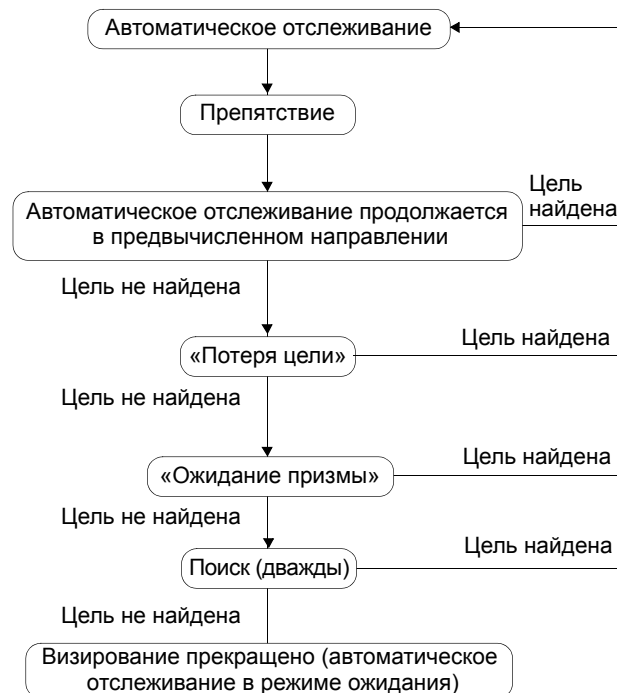 Автоматическое отслеживание
Препятствие
Цель
найдена
Автоматическое отслеживание продолжается
в предвычисленном направлении
Цель не найдена
Цель найдена
«Потеря цели»
Цель не найдена
Цель найдена
«Ожидание призмы»
Цель не найдена
Цель найдена
Поиск (дважды)
Цель не найдена
Визирование прекращено (автоматическое
отслеживание в режиме ожидания)